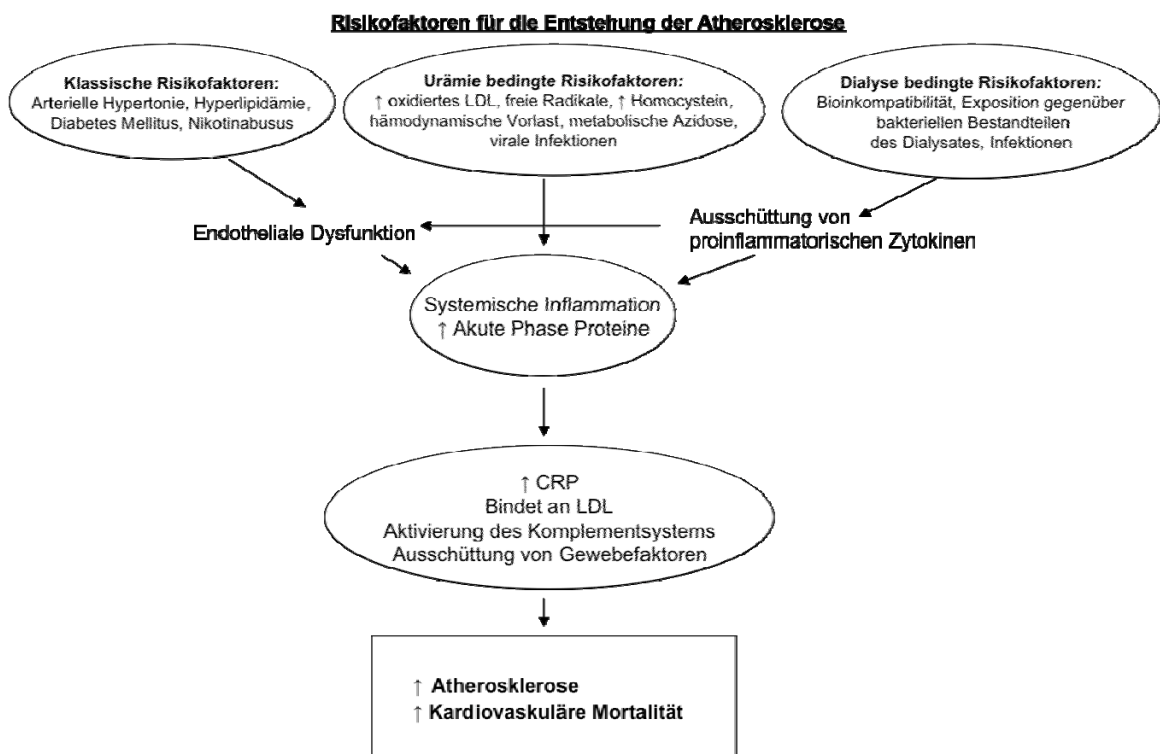 Risikofaktoren für die Entstehung der Atherosklerose
Klassische Risikofaktoren:
Arterielle Hypertonie, Hyperlipidämie,
Diabetes Mellitus, Nikotinabusus
Urämie bedingte Risikofaktoren:
↑ oxidiertes LDL, freie Radikale, ↑ Homocystein,
hämodynamische Vorlast, metabolische Azidose,
virale Infektionen
Dialyse bedingte Risikofaktoren:
Bioinkompatibilität, Exposition gegenüber
bakteriellen Bestandteilen
des Dialysates, Infektionen
Endotheliale Dysfunktion
Ausschüttung von
proinflammatorischen Zytokinen
Systemische Inflammation
↑ Akute Phase Proteine
↑ CRP
Bindet an LDL
Aktivierung des Komplementsystems
Ausschüttung von Gewebefaktoren
↑ Atherosklerose
↑ Kardiovaskuläre Mortalität